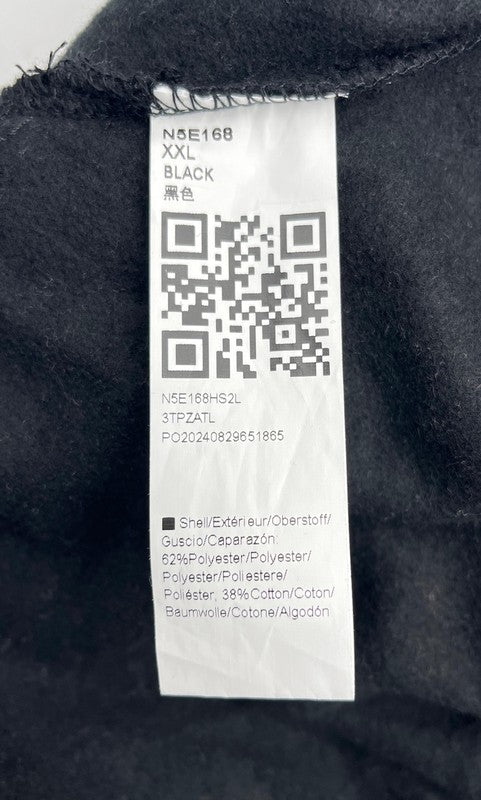 N5E168
XXL
BLACK
黑色
N5E168HS2L
3TPZATL
PO20240829651865
Shell/Extérieur/Oberstoff/
Guscio/Caparazón:
62%Polyester/Polyester/
Polyester/Poliestere/
Poliéster, 38%Cotton/Coton/
Baumwolle/Cotone/Algodón